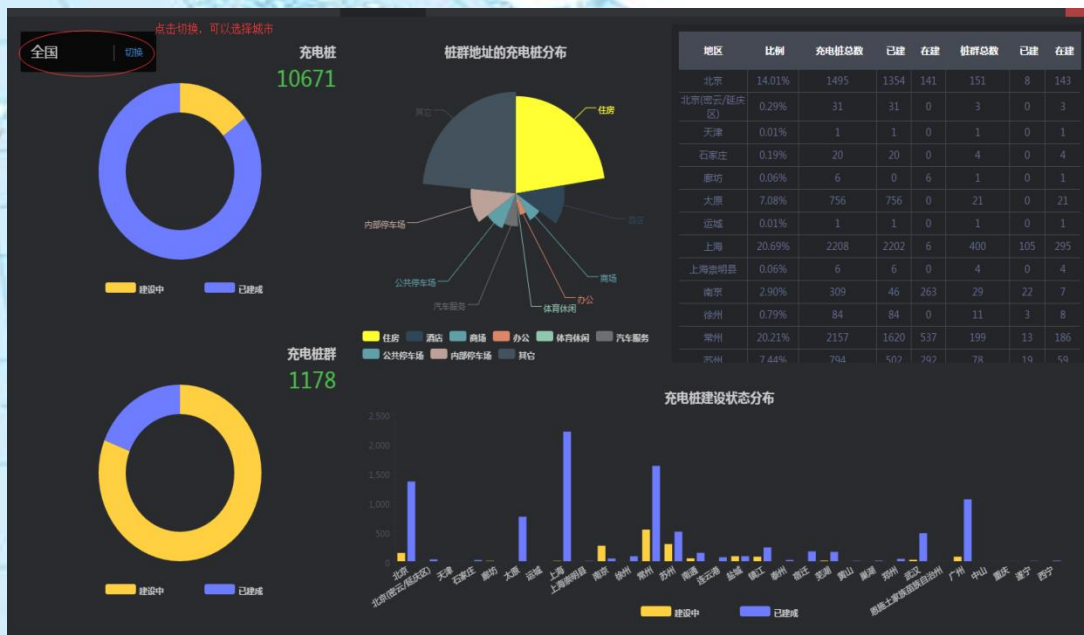 点击切换，可以选择城市
全国 切换
充电桩
10671
建设中 已建成
充电桩群
1178
建设中 已建成
桩群地址的充电桩分布
其它
住房
内部停车场
酒店
公共停车场
商场
汽车服务
办公
体育休闲
住房 酒店 商场 办公 体育休闲 汽车服务
公共停车场 内部停车场 其它
地区 比例 充电桩总数 已建 在建 桩群总数 已建 在建
北京 14.01% 1495 1354 141 151 8 143
北京(密云/延庆
区) 0.29% 31 31 0 3 0 3
天津 0.01% 1 1 0 1 0 1
石家庄 0.19% 20 20 0 4 0 4
廊坊 0.06% 6 0 6 1 0 1
太原 7.08% 756 756 0 21 0 21
运城 0.01% 1 1 0 1 0 1
上海 20.69% 2208 2202 6 400 105 295
上海崇明县 0.06% 6 6 0 4 0 4
南京 2.90% 309 46 263 29 22 7
徐州 0.79% 84 84 0 11 3 8
常州 20.21% 2157 1620 537 199 13 186
苏州 7.44% 794 502 292 78 19 59
充电桩建设状态分布
2,500
2,000
1,500
1,000
500
0
北京 北京(密云/延庆区) 天津 石家庄 廊坊 太原 运城 上海 上海崇明县 南京 徐州 常州 苏州 南通 连云港 盐城 镇江 泰州 宿迁 芜湖 黄山 巢湖 郑州 武汉 恩施土家族苗族自治州 广州 中山 重庆 遂宁 西宁
建设中 已建成